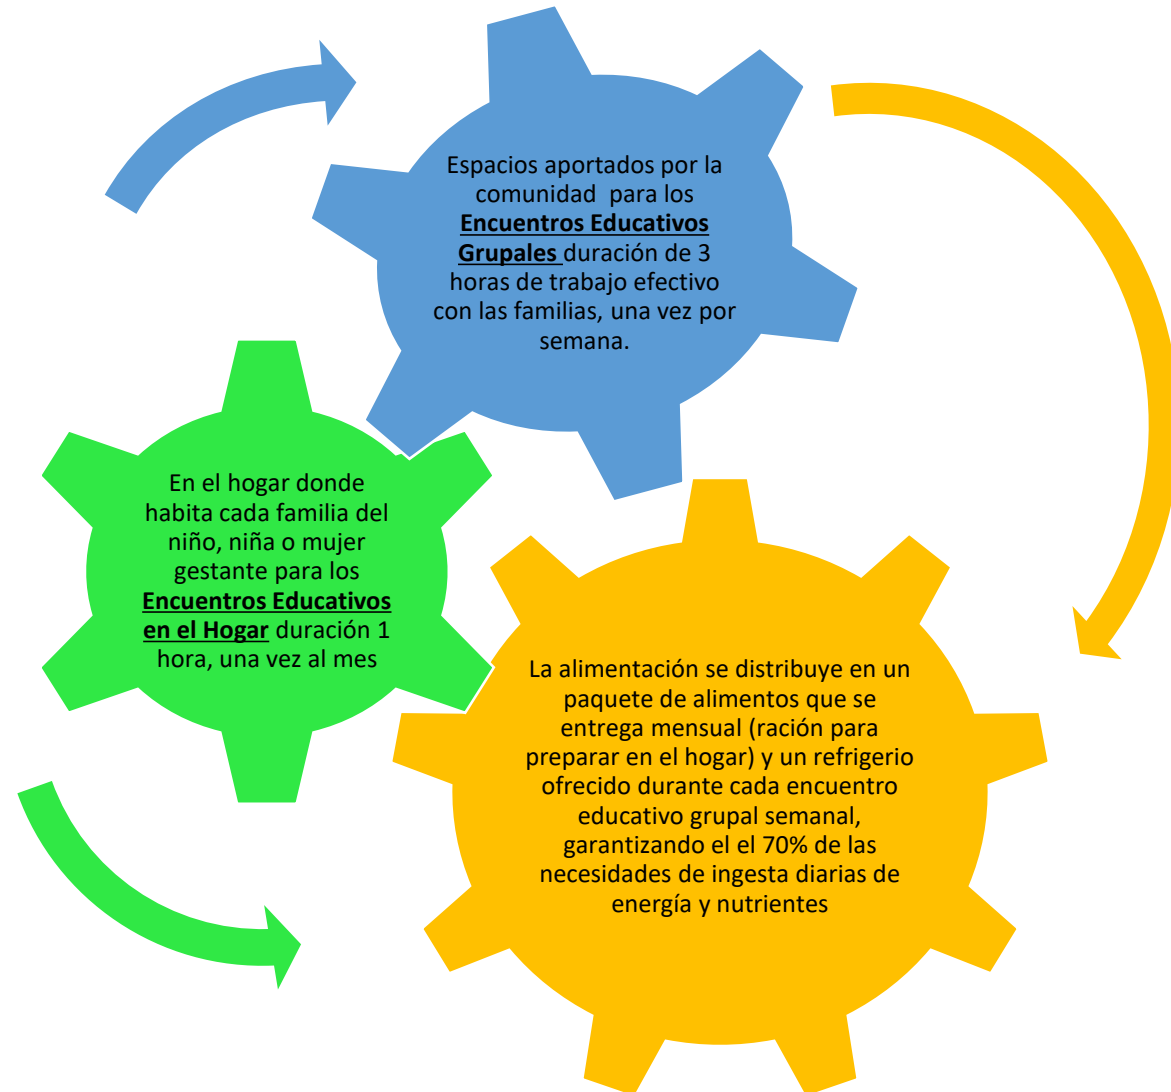 Espacios aportados por la
comunidad para los
Encuentros Educativos
Grupales duración de 3
horas de trabajo efectivo
con las familias, una vez por
semana.
En el hogar donde
habita cada familia del
niño, niña o mujer
gestante para los
Encuentros Educativos
en el Hogar duración 1
hora, una vez al mes
La alimentación se distribuye en un
paquete de alimentos que se
entrega mensual (ración para
preparar en el hogar) y un refrigerio
ofrecido durante cada encuentro
educativo grupal semanal,
garantizando el el 70% de las
necesidades de ingesta diarias de
energía y nutrientes